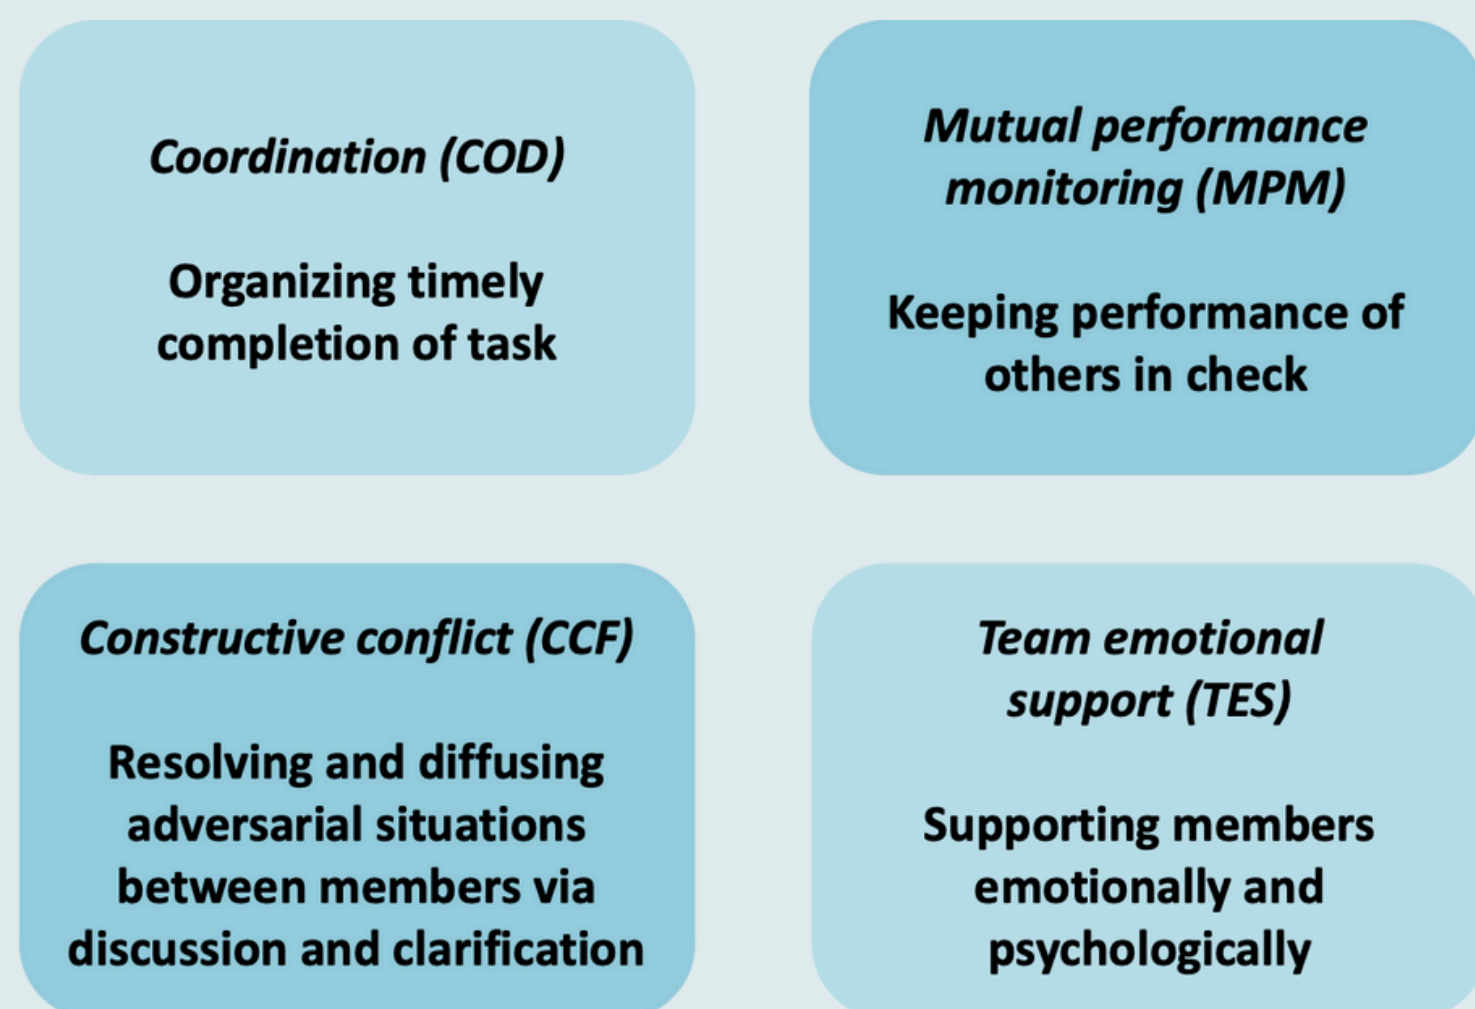 Coordination (COD)
Organizing timely
completion of task
Mutual performance
monitoring (MPM)
Keeping performance of
others in check
Constructive conflict (CCF)
Resolving and diffusing
adversarial situations
between members via
discussion and clarification
Team emotional
support (TES)
Supporting members
emotionally and
psychologically